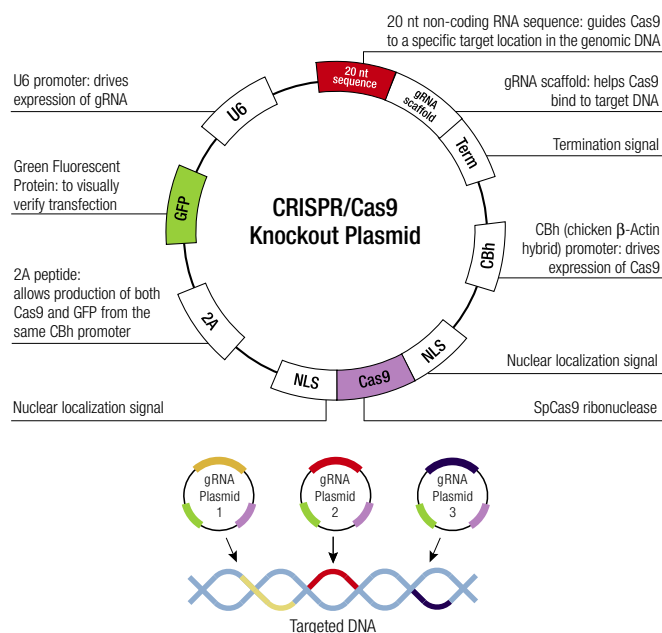 20 nt non-coding RNA sequence: guides Cas9
to a specific target location in the genomic DNA
U6 promoter: drives
expression of gRNA
gRNA scaffold: helps Cas9
bind to target DNA
Termination signal
Green Fluorescent
Protein: to visually
verify transfection
CBh (chicken β-Actin
hybrid) promoter: drives
expression of Cas9
2A peptide:
allows production of both
Cas9 and GFP from the
same CBh promoter
Nuclear localization signal
Nuclear localization signal
SpCas9 ribonuclease
CRISPR/Cas9
Knockout Plasmid
20 nt
sequence
gRNA
scaffold
Term
CBh
NLS
Cas9
NLS
2A
GFP
U6
gRNA
Plasmid
1
gRNA
Plasmid
2
gRNA
Plasmid
3
Targeted DNA